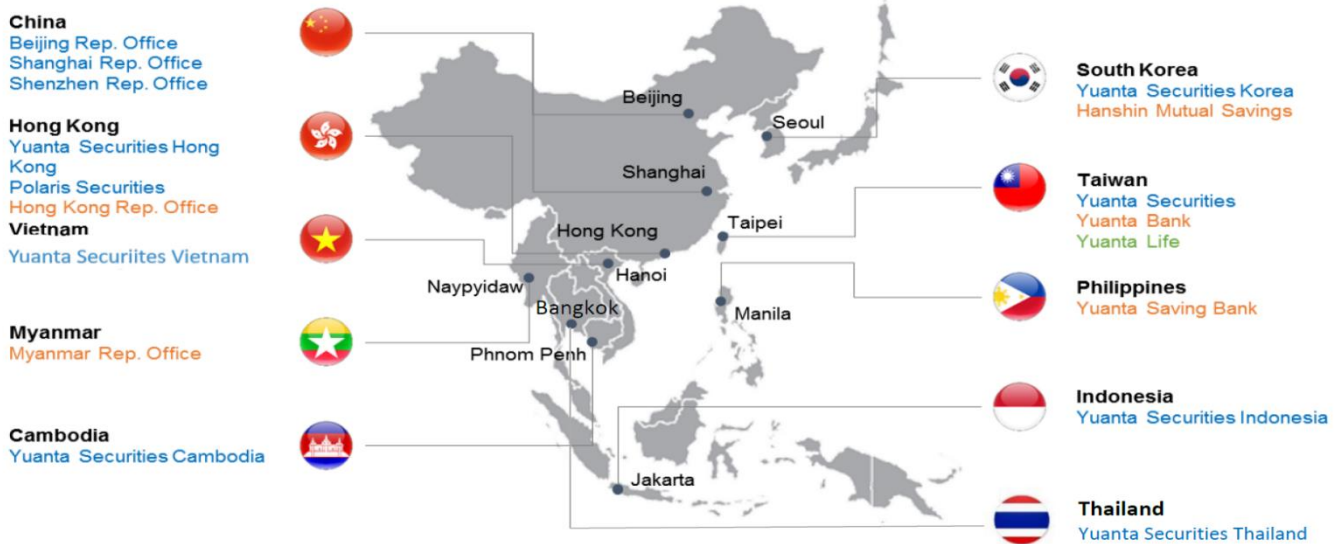 China
Beijing Rep. Office
Shanghai Rep. Office
Shenzhen Rep. Office
Hong Kong
Yuanta Securities Hong
Kong
Polaris Securities
Hong Kong Rep. Office
Vietnam
Yuanta Securiites Vietnam
Myanmar
Myanmar Rep. Office
Cambodia
Yuanta Securities Cambodia
Beijing
Seoul
Shanghai
Taipei
Hong Kong
Hanoi
Naypyidaw
Bangkok
Manila
Phnom Penh
Jakarta
South Korea
Yuanta Securities Korea
Hanshin Mutual Savings
Taiwan
Yuanta Securities
Yuanta Bank
Yuanta Life
Philippines
Yuanta Saving Bank
Indonesia
Yuanta Securities Indonesia
Thailand
Yuanta Securities Thailand